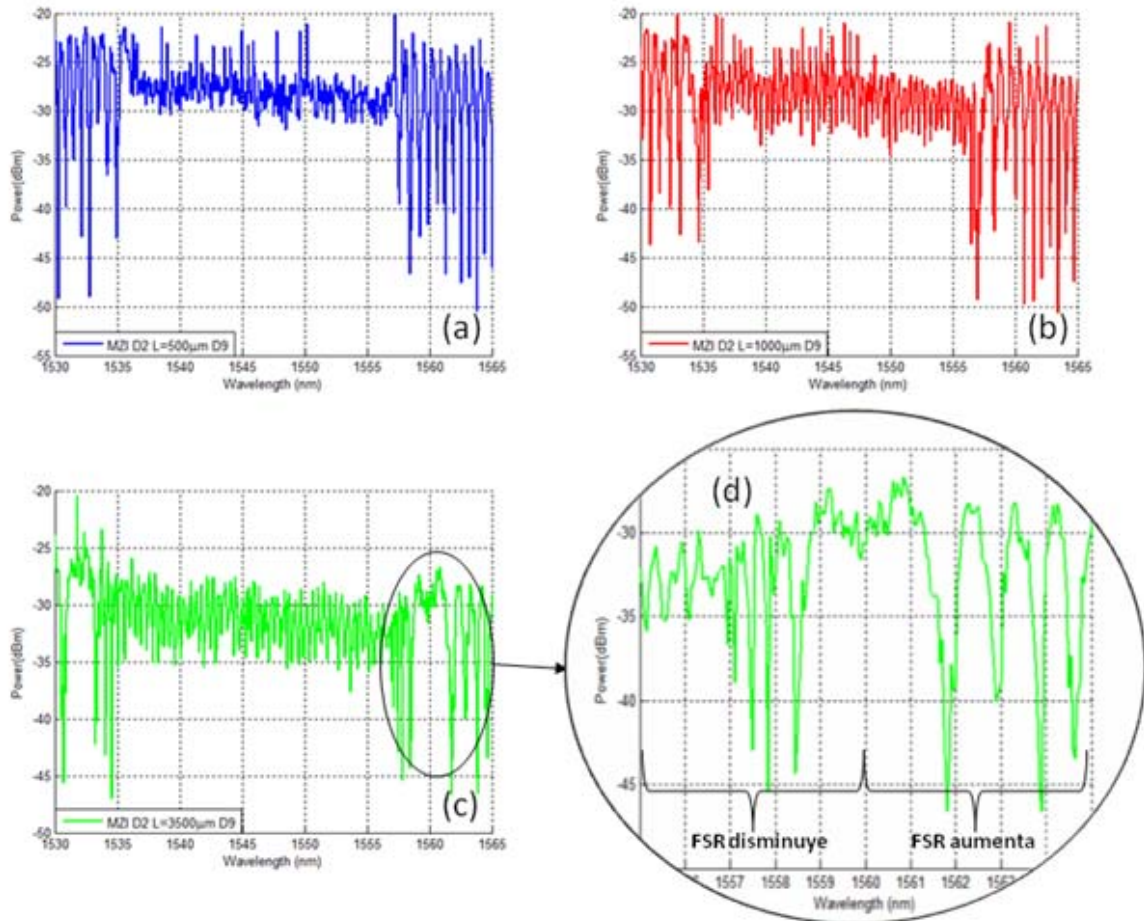 -20
-25
-30
-35
-40
-45
-50
-55
Power(dBm)
1530 1535 1540 1545 1550 1555 1560 1565
Wavelength (nm)
MZI D2 L=500µm D9
(a)
-20
-25
-30
-35
-40
-45
-50
-55
Power(dBm)
1530 1535 1540 1545 1550 1555 1560 1565
Wavelength (nm)
MZI D2 L=1000µm D9
(b)
-20
-25
-30
-35
-40
-45
-50
Power(dBm)
1530 1535 1540 1545 1550 1555 1560 1565
Wavelength (nm)
MZI D2 L=3500µm D9
(c)
(d)
-30
-35
-40
-45
Power(dBm)
FSR disminuye FSR aumenta
1557 1558 1559 1560 1561 1562
Wavelength (nm)